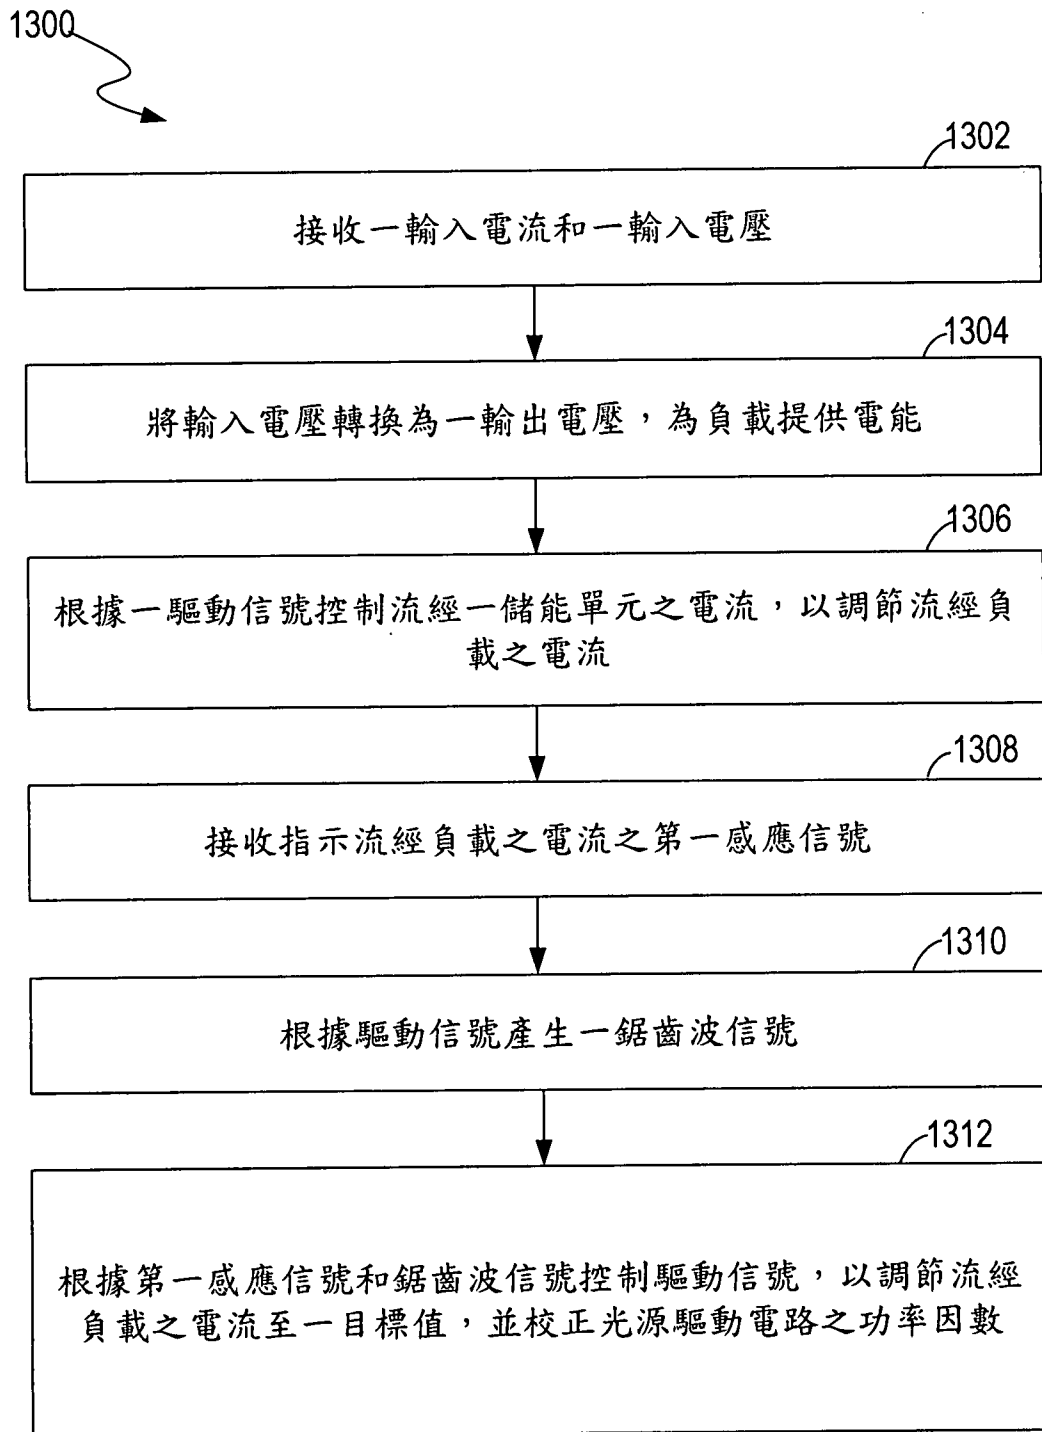 1300
1302
接收一輸入電流和一輸入電壓
1304
將輸入電壓轉換為一輸出電壓，為負載提供電能
1306
根據一驅動信號控制流經一儲能單元之電流，以調節流經負
載之電流
1308
接收指示流經負載之電流之第一感應信號
1310
根據驅動信號產生一鋸齒波信號
1312
根據第一感應信號和鋸齒波信號控制驅動信號，以調節流經
負載之電流至一目標值，並校正光源驅動電路之功率因數